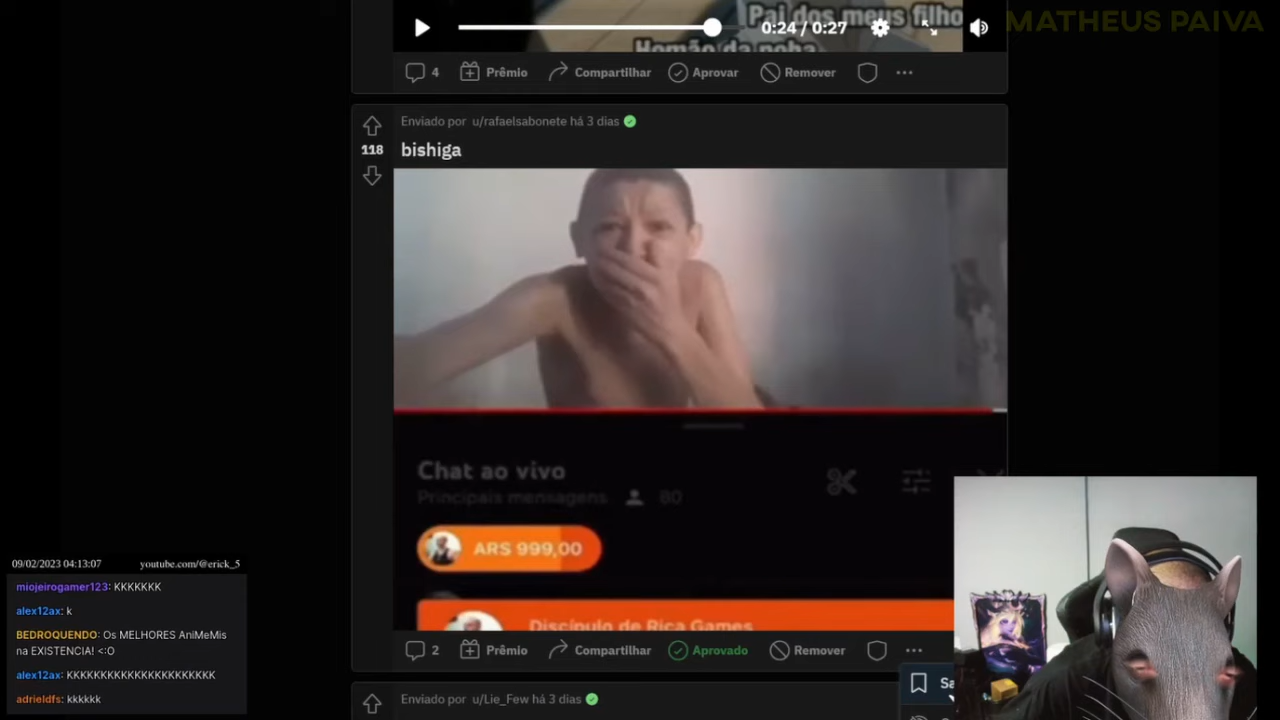 Pai dos meus filho
MATHEUS PAIVA
0:24 / 0:27
Homão da poha
4
Prêmio
Compartilhar
Aprovar
Remover
Enviado por u/rafaelsabonete há 3 dias
118
bishiga
Chat ao vivo
Principais mensagens
80
ARS 999,00
Discípulo de Rica Games
2
Prêmio
Compartilhar
Aprovado
Remover
Sa
Enviado por u/Lie_Few há 3 dias
09/02/2023 04:13:07
youtube.com/@erick_5
miojeirogamer123: KKKKKKK
alex12ax: k
BEDROQUENDO: Os MELHORES AniMeMis
na EXISTENCIA! <:O
alex12ax: KKKKKKKKKKKKKKKKKKKKKK
adrieldfs: kkkkkk